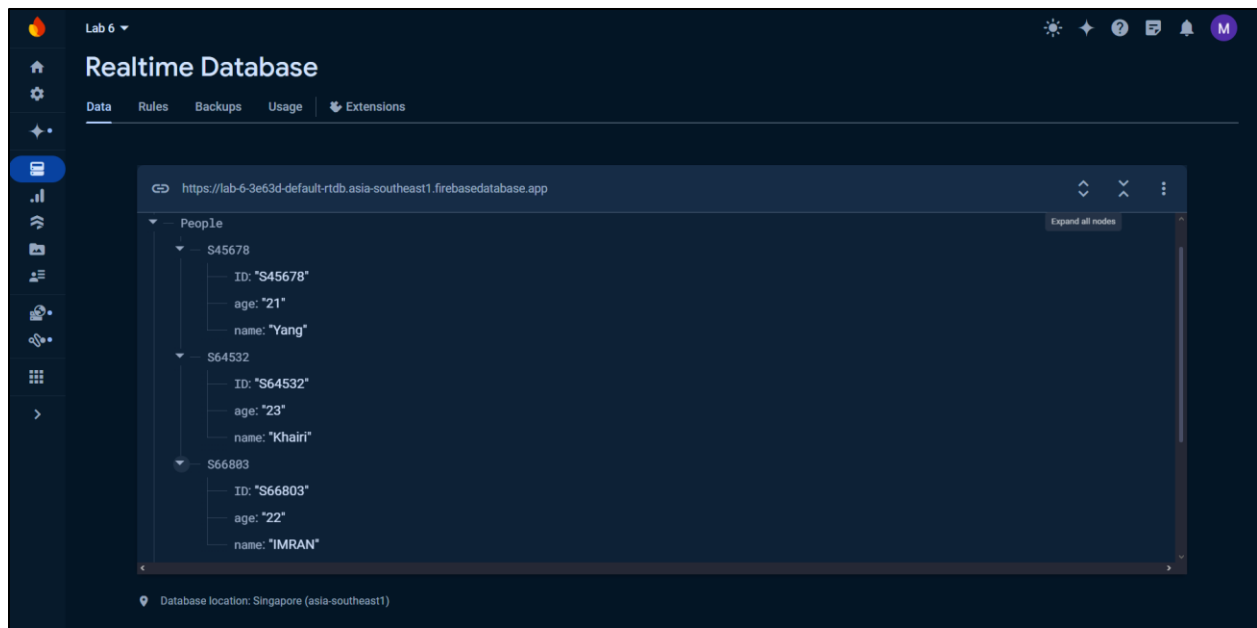 Lab 6
M
Realtime Database
Data Rules Backups Usage Extensions
https://lab-6-3e63d-default-rtdb.asia-southeast1.firebasedatabase.app
Expand all nodes
People
S45678
ID: "S45678"
age: "21"
name: "Yang"
S64532
ID: "S64532"
age: "23"
name: "Khairi"
S66803
ID: "S66803"
age: "22"
name: "IMRAN"
Database location: Singapore (asia-southeast1)